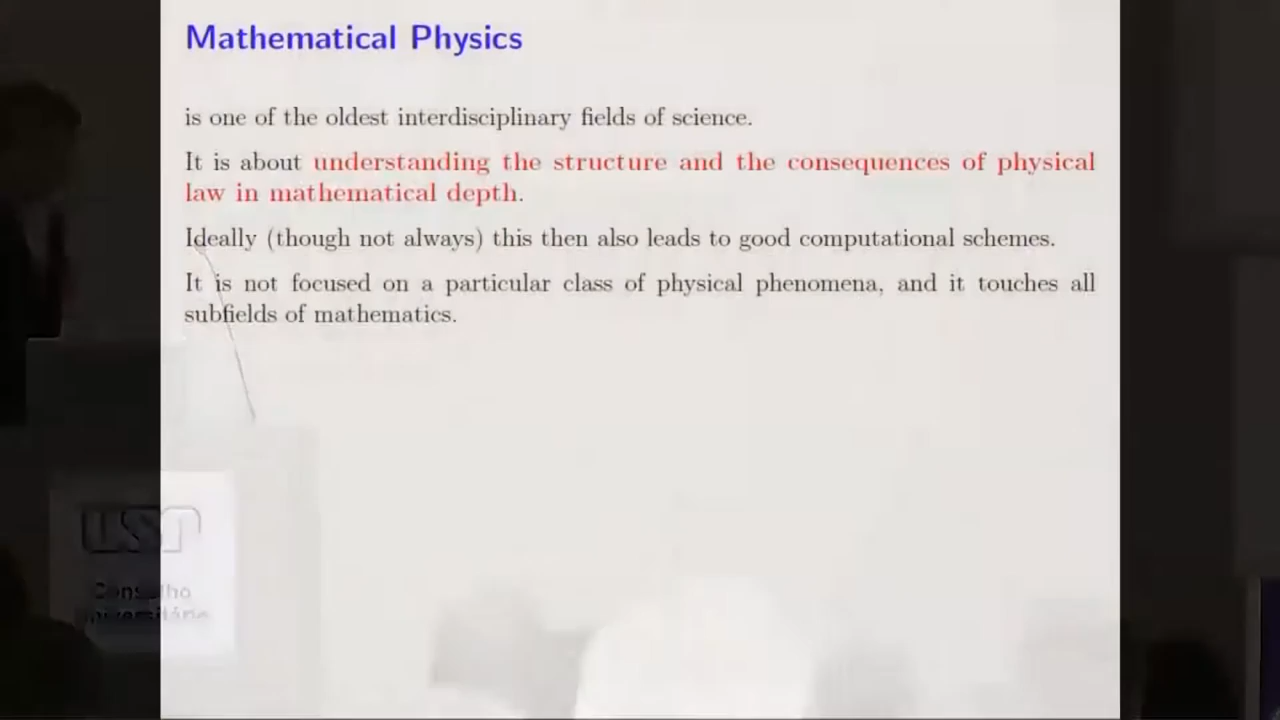 Mathematical Physics
is one of the oldest interdisciplinary fields of science.
It is about understanding the structure and the consequences of physical
law in mathematical depth.
Ideally (though not always) this then also leads to good computational schemes.
It is not focused on a particular class of physical phenomena, and it touches all
subfields of mathematics.
USP
Conselho
Universitário